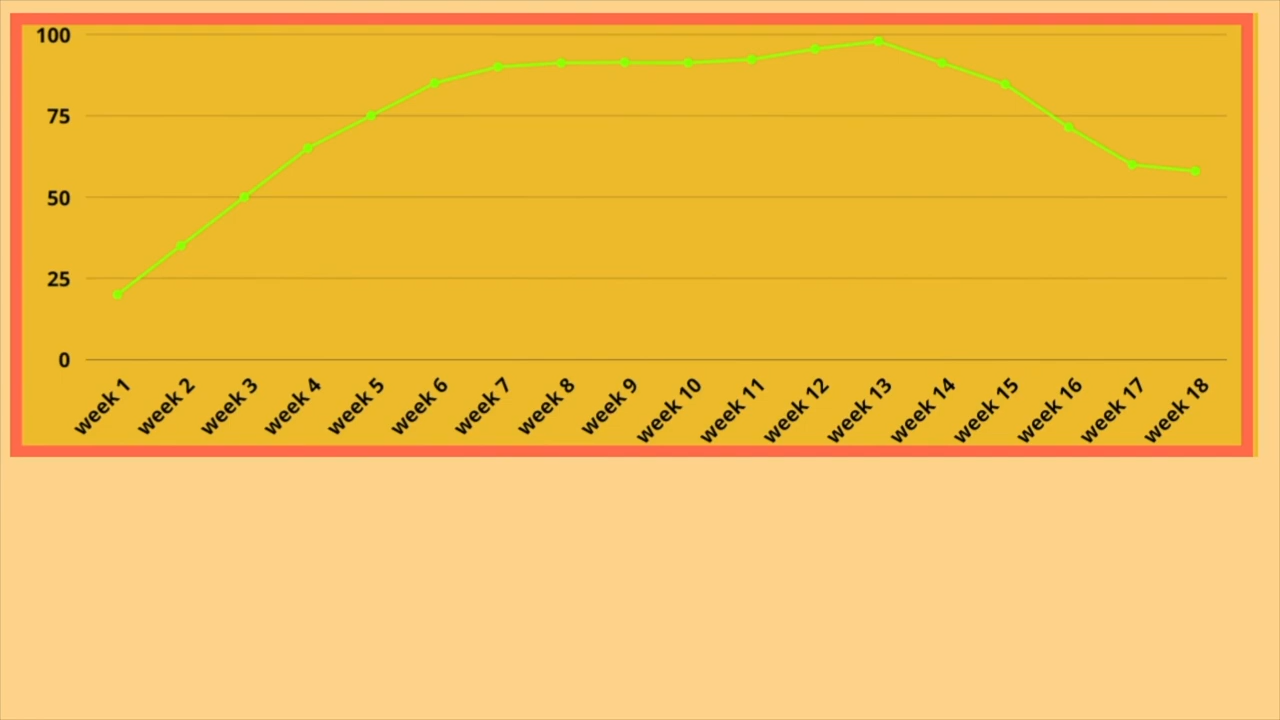 100
75
50
25
0
week 1
week 2
week 3
week 4
week 5
week 6
week 7
week 8
week 9
week 10
week 11
week 12
week 13
week 14
week 15
week 16
week 17
week 18